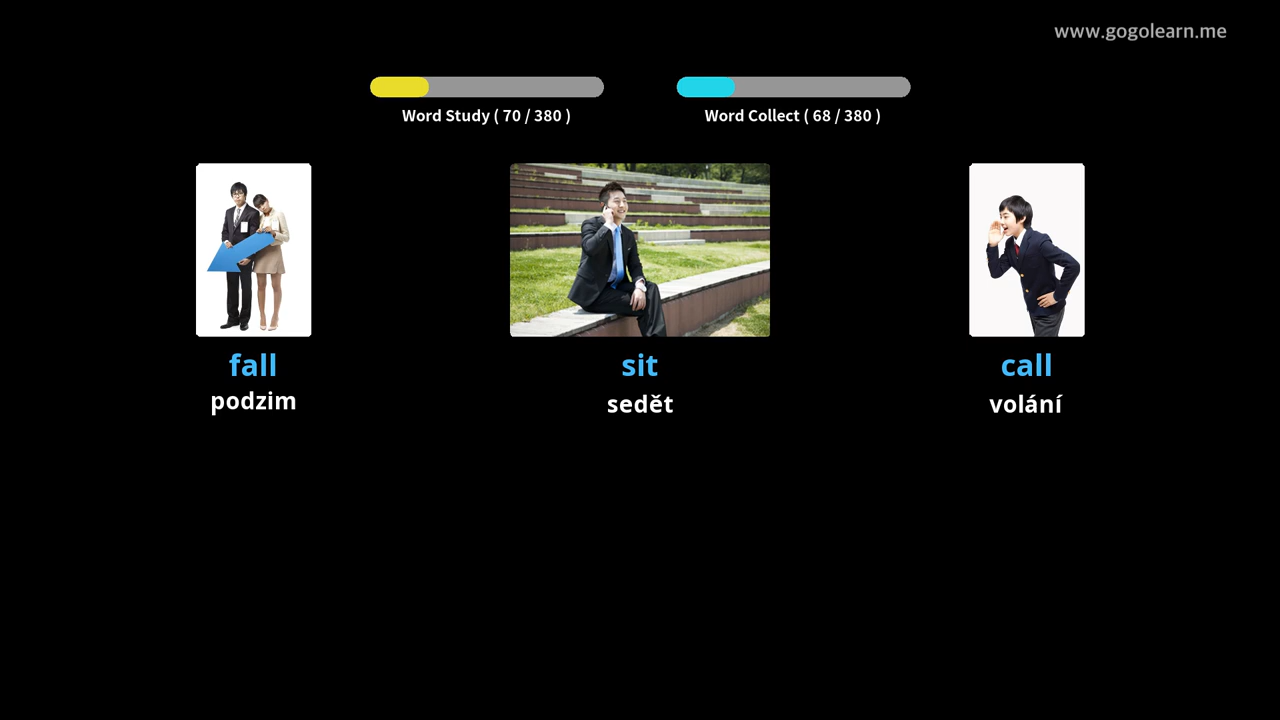 www.gogolearn.me
Word Study ( 70 / 380 )
Word Collect ( 68 / 380 )
fall
sit
call
podzim
sedět
volání